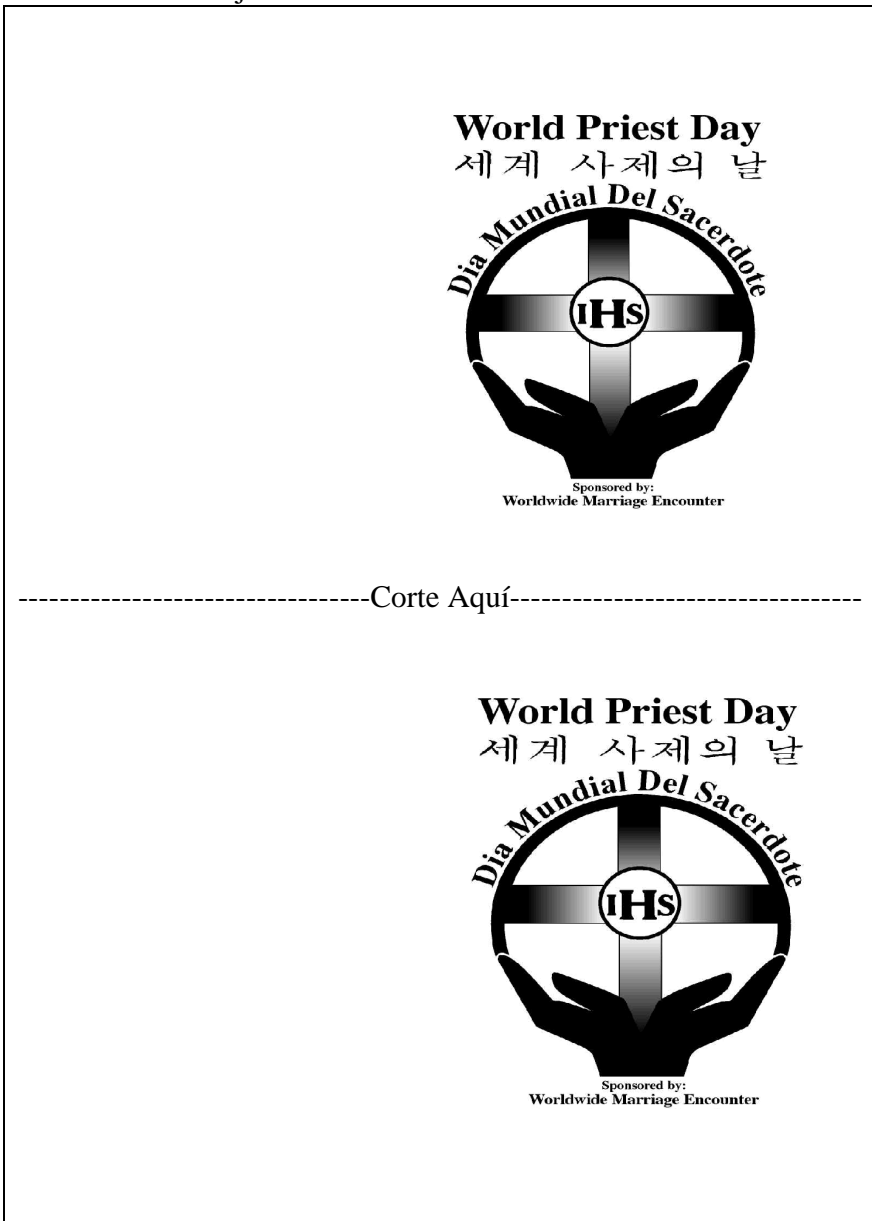 World Priest Day
세계 사제의 날
Dia Mundial Del Sacerdote
IHS
Sponsored by:
Worldwide Marriage Encounter
----------------------------------Corte Aquí----------------------------------
World Priest Day
세계 사제의 날
Dia Mundial Del Sacerdote
IHS
Sponsored by:
Worldwide Marriage Encounter